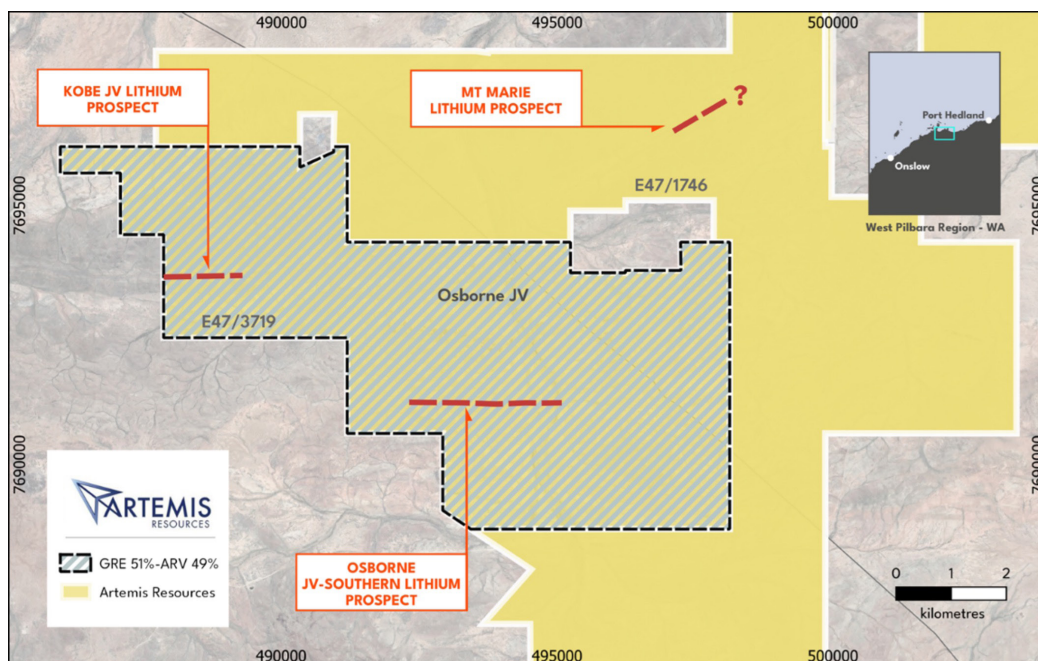 490000
495000
500000
KOBE JV LITHIUM
PROSPECT
MT MARIE
LITHIUM PROSPECT
?
Port Hedland
Onslow
West Pilbara Region - WA
7695000
7695000
E47/1746
Osborne JV
E47/3719
7690000
7690000
ARTEMIS
RESOURCES
GRE 51%-ARV 49%
Artemis Resources
OSBORNE
JV-SOUTHERN LITHIUM
PROSPECT
0 1 2
kilometres
490000
495000
500000